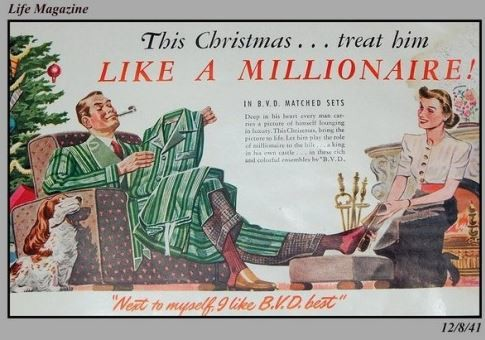 Life Magazine
This Christmas . . . treat him
LIKE A MILLIONAIRE!
IN B.V.D. MATCHED SETS
Deep in his heart every man car-
ries a picture of himself lounging
in luxury. This Christmas, bring the
picture to life. Let him play the role
of millionaire to the hilt . . . a king
in his own castle . . . in these rich
and colorful ensembles by "B.V.D.
"Next to myself, I like B.V.D. best"
12/8/41